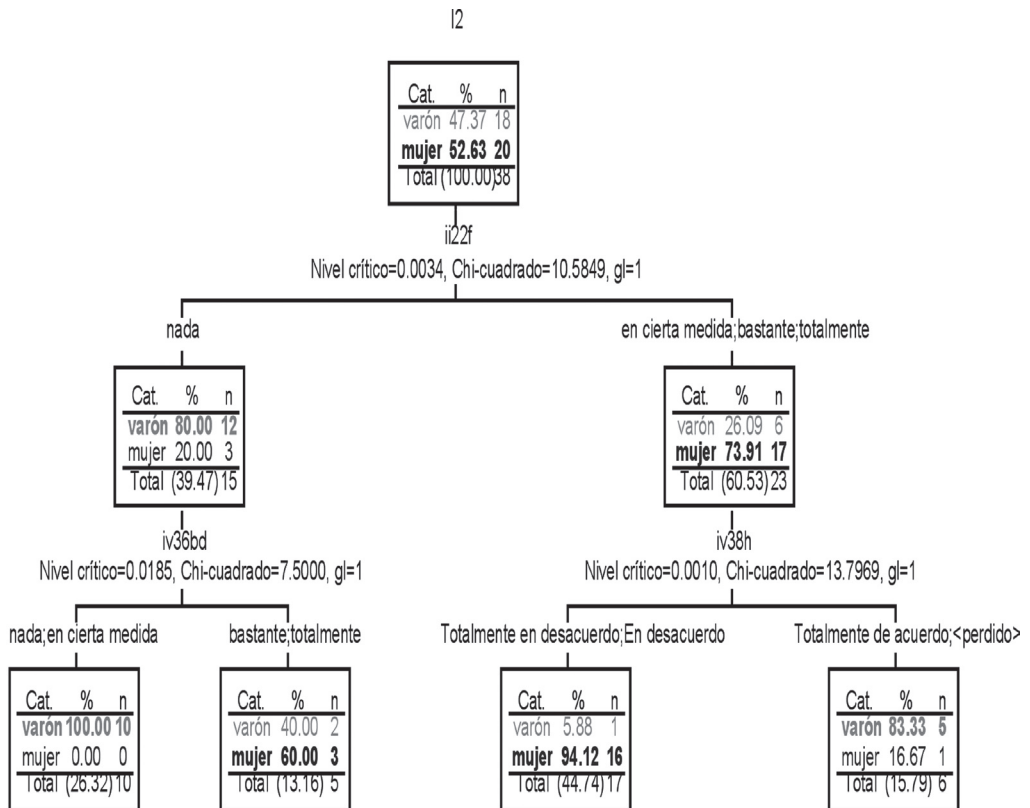 I2
Cat. % n
varón 47.37 18
mujer 52.63 20
Total (100.00)38
ii22f
Nivel crítico=0.0034, Chi-cuadrado=10.5849, gl=1
nada
en cierta medida;bastante;totalmente
Cat. % n
varón 80.00 12
mujer 20.00 3
Total (39.47) 15
Cat. % n
varón 26.09 6
mujer 73.91 17
Total (60.53) 23
iv36bd
Nivel crítico=0.0185, Chi-cuadrado=7.5000, gl=1
iv38h
Nivel crítico=0.0010, Chi-cuadrado=13.7969, gl=1
nada;en cierta medida
bastante;totalmente
Totalmente en desacuerdo;En desacuerdo
Totalmente de acuerdo;<perdido>
Cat. % n
varón 100.00 10
mujer 0.00 0
Total (26.32) 10
Cat. % n
varón 40.00 2
mujer 60.00 3
Total (13.16) 5
Cat. % n
varón 5.88 1
mujer 94.12 16
Total (44.74) 17
Cat. % n
varón 83.33 5
mujer 16.67 1
Total (15.79) 6